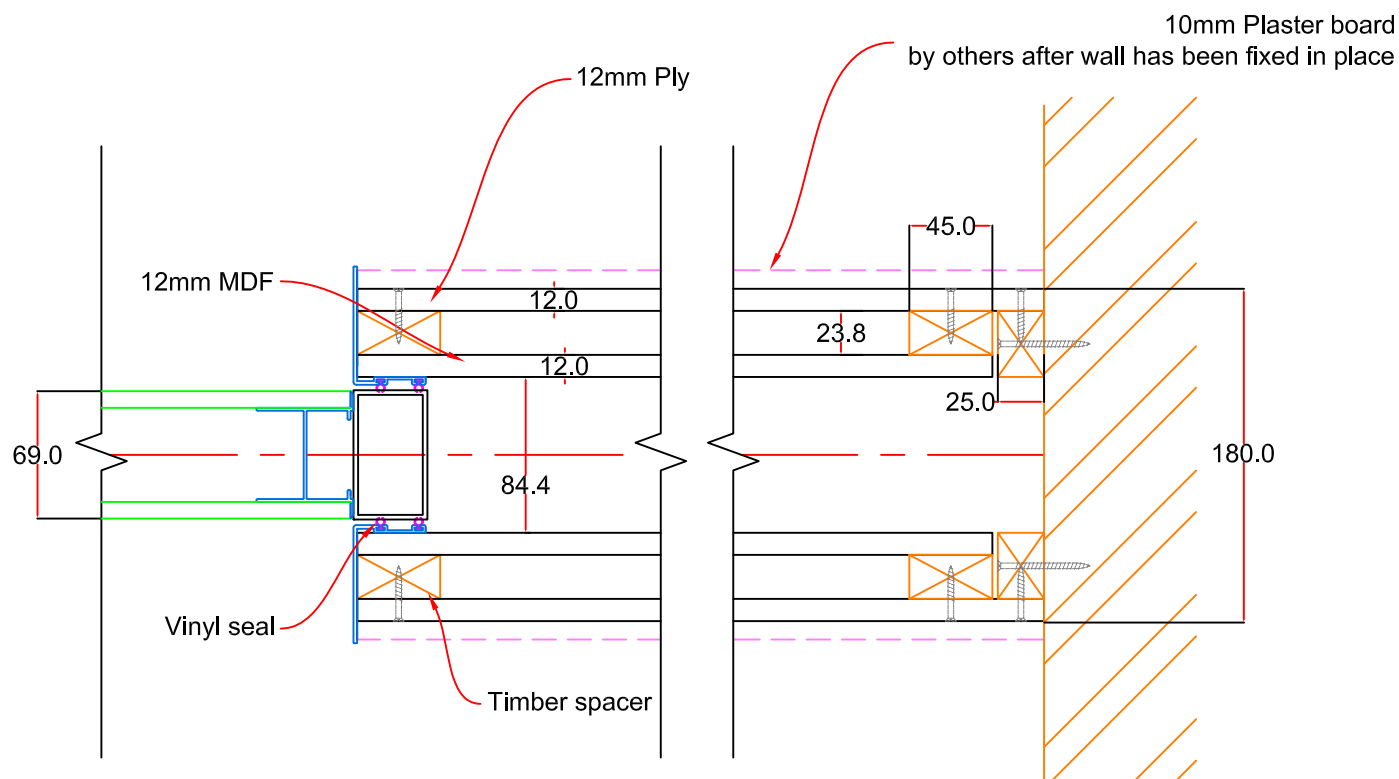 10mm Plaster board
by others after wall has been fixed in place
12mm Ply
45.0
12mm MDF
12.0
23.8
12.0
25.0
69.0
84.4
180.0
Vinyl seal
Timber spacer